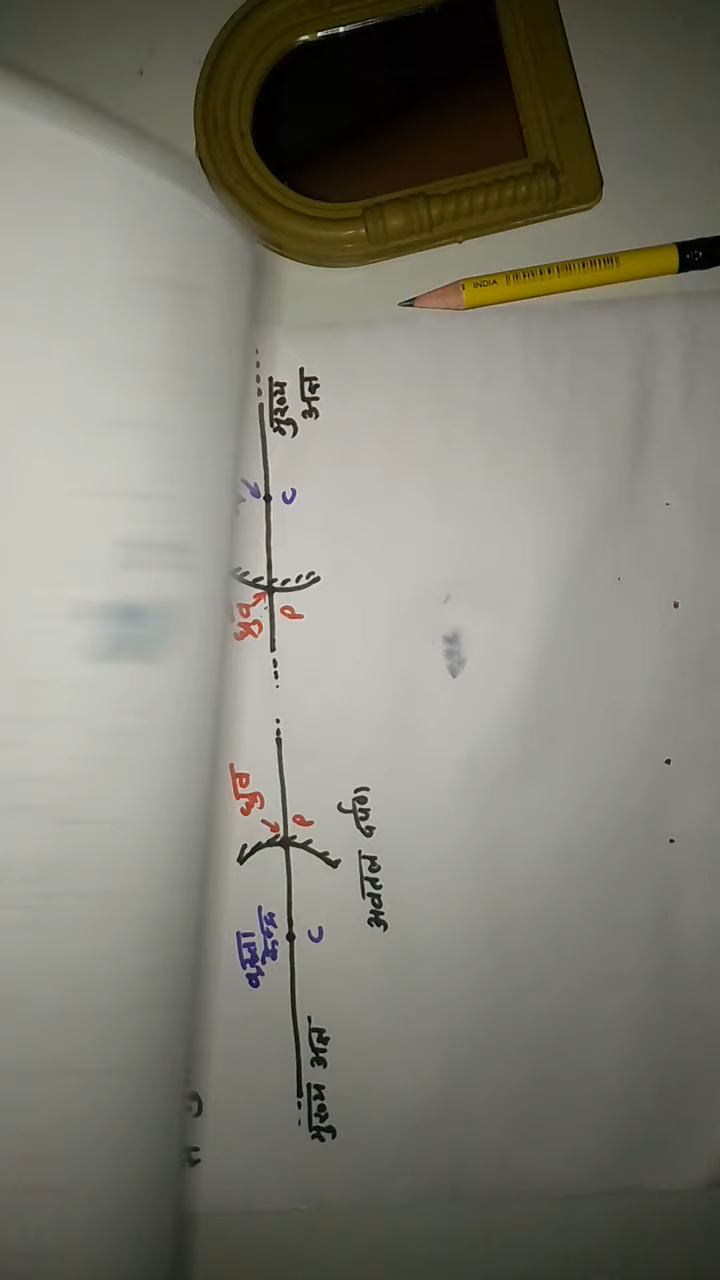 वक्रता
केन्द्र
ध्रुव
P
C
मुख्य अक्ष
अवतल दर्पण
ध्रुव
P
C
मुख्य
अक्ष
INDIA